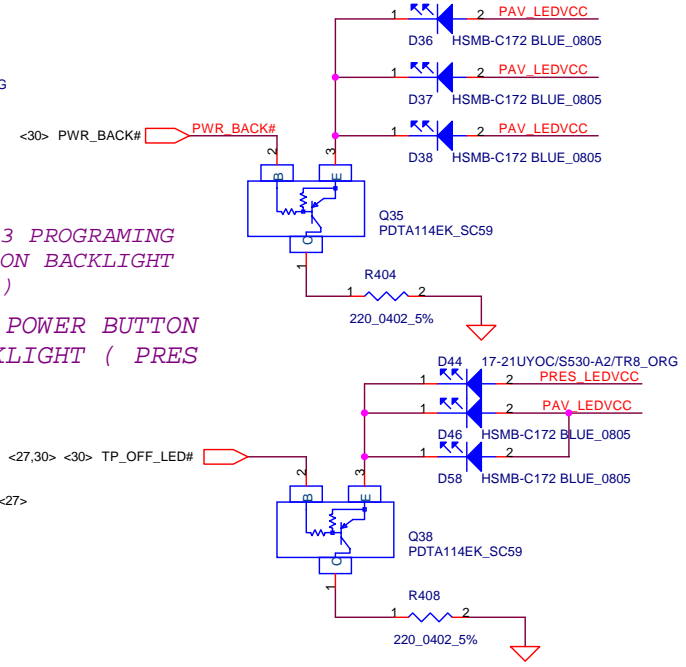 1 2 PAV_LEDVCC
D36 HSMB-C172 BLUE_0805
1 2 PAV_LEDVCC
G
D37 HSMB-C172 BLUE_0805
1 2 PAV_LEDVCC
<30> PWR_BACK# PWR_BACK#
D38 HSMB-C172 BLUE_0805
2 3
B E
Q35
PDTA114EK_SC59
C
1
3 PROGRAMING
ON BACKLIGHT
)
R404
1 2
220_0402_5%
POWER BUTTON
KLIGHT ( PRES
D44 17-21UYOC/S530-A2/TR8_ORG
1 2 PRES_LEDVCC
1 2 PAV_LEDVCC
D46 HSMB-C172 BLUE_0805
<27,30> <30> TP_OFF_LED#
1 2
D58 HSMB-C172 BLUE_0805
2 3
B E
<27>
Q38
PDTA114EK_SC59
C
1
R408
1 2
220_0402_5%